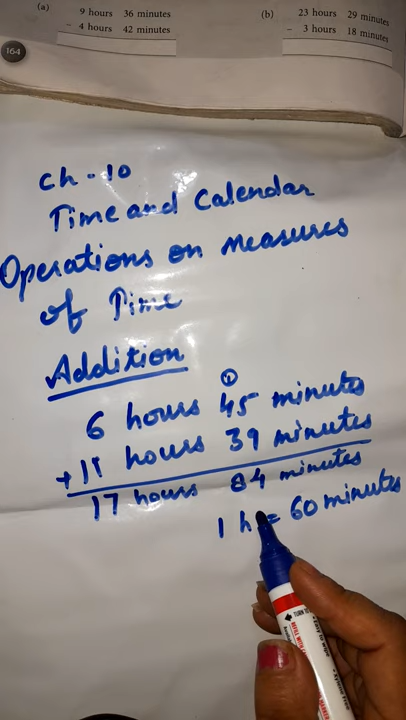 (a) 9 hours 36 minutes
− 4 hours 42 minutes
(b) 23 hours 29 minutes
− 3 hours 18 minutes
164
Ch - 10
Time and Calendar
Operations on Measures
of Time
Addition
1
6 hours 45 minutes
+ 11 hours 39 minutes
17 hours 84 minutes
1 h = 60 minutes